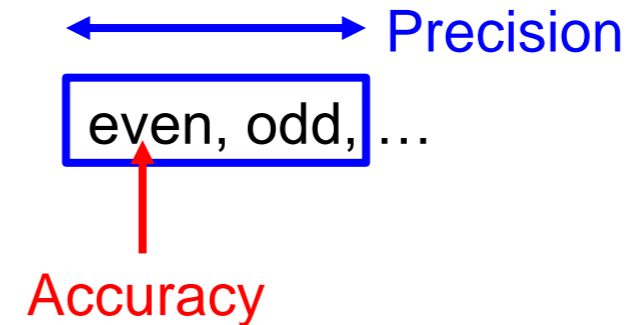 Precision
even, odd, …
Accuracy